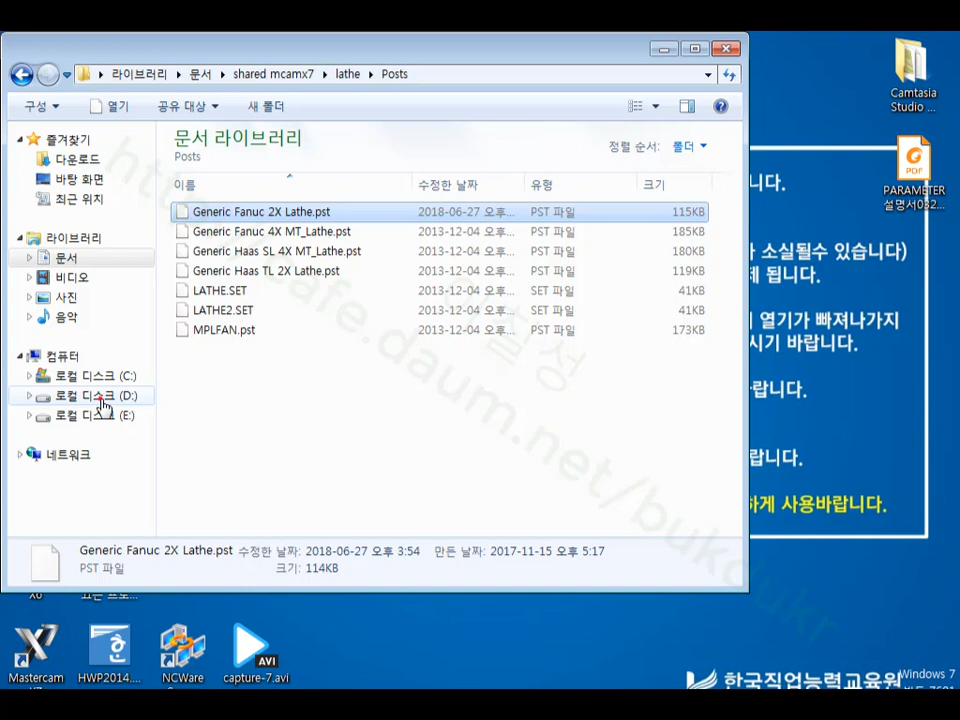 라이브러리 ▸ 문서 ▸ shared mcamx7 ▸ lathe ▸ Posts
구성 열기 공유 대상 새 폴더
즐겨찾기
다운로드
바탕 화면
최근 위치
라이브러리
문서
비디오
사진
음악
컴퓨터
로컬 디스크 (C:)
로컬 디스크 (D:)
로컬 디스크 (E:)
네트워크
문서 라이브러리
Posts
정렬 순서: 폴더
이름 수정한 날짜 유형 크기
Generic Fanuc 2X Lathe.pst 2018-06-27 오후... PST 파일 115KB
Generic Fanuc 4X MT_Lathe.pst 2013-12-04 오후... PST 파일 185KB
Generic Haas SL 4X MT_Lathe.pst 2013-12-04 오후... PST 파일 180KB
Generic Haas TL 2X Lathe.pst 2013-12-04 오후... PST 파일 119KB
LATHE.SET 2013-12-04 오후... SET 파일 41KB
LATHE2.SET 2013-12-04 오후... SET 파일 41KB
MPLFAN.pst 2013-12-04 오후... PST 파일 173KB
Generic Fanuc 2X Lathe.pst 수정한 날짜: 2018-06-27 오후 3:54 만든 날짜: 2017-11-15 오후 5:17
PST 파일 크기: 114KB
Camtasia
Studio ...
PDF
PARAMETER
설명서032...
니다.
소실될수 있습니다)
제 됩니다.
열기가 빠져나가지
시기 바랍니다.
랍니다.
랍니다.
하게 사용바랍니다.
Mastercam
HWP2014....
NCWare
AVI
capture-7.avi
한국직업능력교육원
Windows 7
http://cafe.daum.net/bukdukr